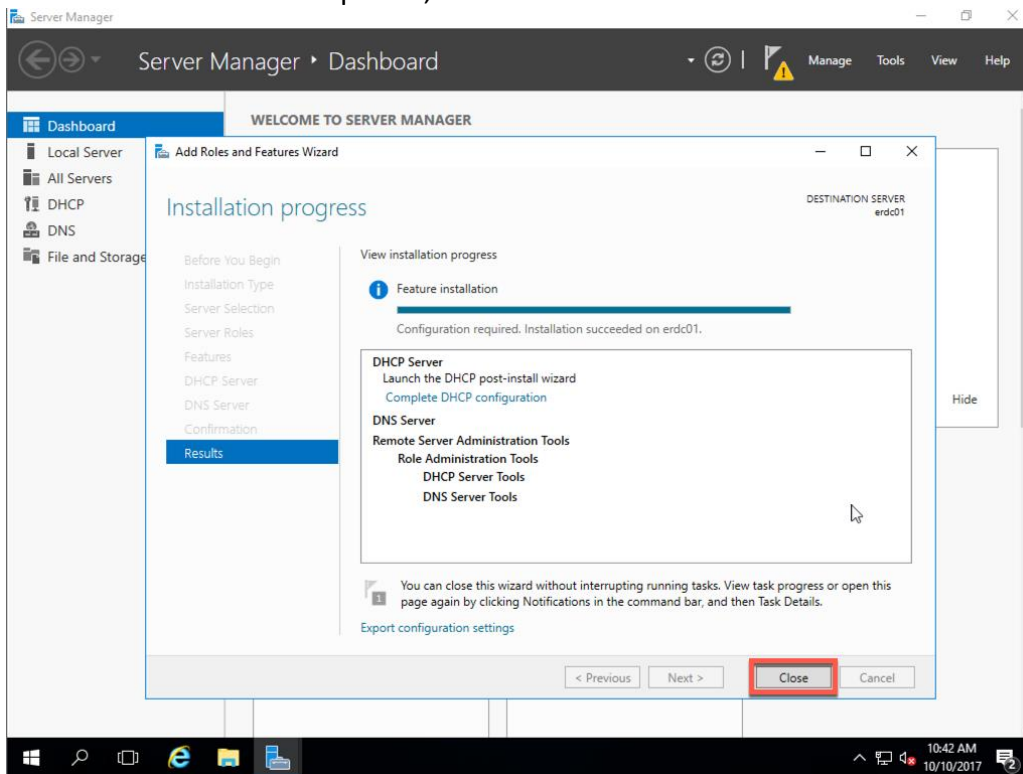 Server Manager
Server Manager ‣ Dashboard
Manage Tools View Help
WELCOME TO SERVER MANAGER
Dashboard
Local Server
All Servers
DHCP
DNS
File and Storage
Hide
Add Roles and Features Wizard
Installation progress
DESTINATION SERVER
erdc01
Before You Begin
Installation Type
Server Selection
Server Roles
Features
DHCP Server
DNS Server
Confirmation
Results
View installation progress
Feature installation
Configuration required. Installation succeeded on erdc01.
DHCP Server
Launch the DHCP post-install wizard
Complete DHCP configuration
DNS Server
Remote Server Administration Tools
Role Administration Tools
DHCP Server Tools
DNS Server Tools
1
You can close this wizard without interrupting running tasks. View task progress or open this
page again by clicking Notifications in the command bar, and then Task Details.
Export configuration settings
< Previous Next > Close Cancel
10:42 AM
10/10/2017
2